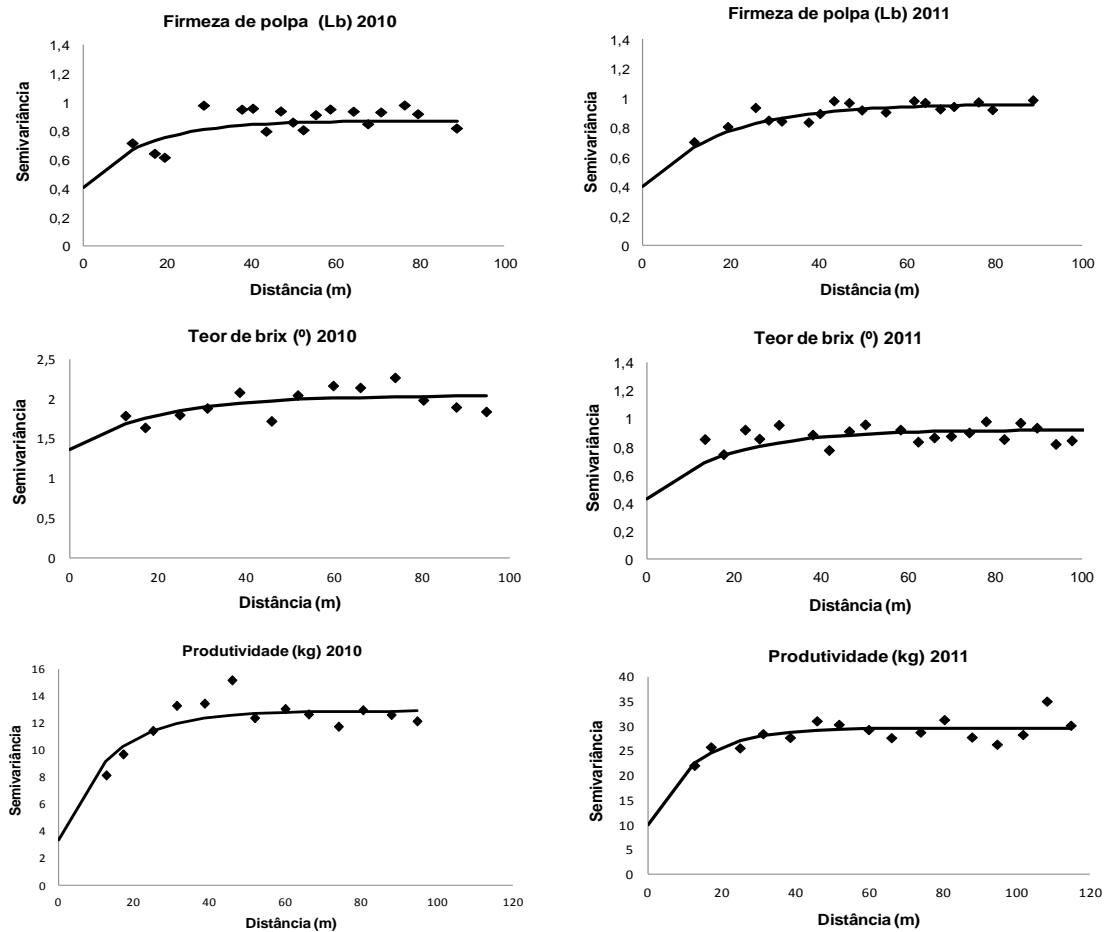 Firmeza de polpa (Lb) 2010
Semivariância
1,4
1,2
1
0,8
0,6
0,4
0,2
0
0 20 40 60 80 100
Distância (m)
Firmeza de polpa (Lb) 2011
Semivariância
1,4
1,2
1
0,8
0,6
0,4
0,2
0
0 20 40 60 80 100
Distância (m)
Teor de brix (º) 2010
Semivariância
2,5
2
1,5
1
0,5
0
0 20 40 60 80 100
Distância (m)
Teor de brix (º) 2011
Semivariância
1,4
1,2
1
0,8
0,6
0,4
0,2
0
0 20 40 60 80 100
Distância (m)
Produtividade (kg) 2010
Semivariância
16
14
12
10
8
6
4
2
0
0 20 40 60 80 100 120
Distância (m)
Produtividade (kg) 2011
Semivariância
40
35
30
25
20
15
10
5
0
0 20 40 60 80 100 120
Distância (m)